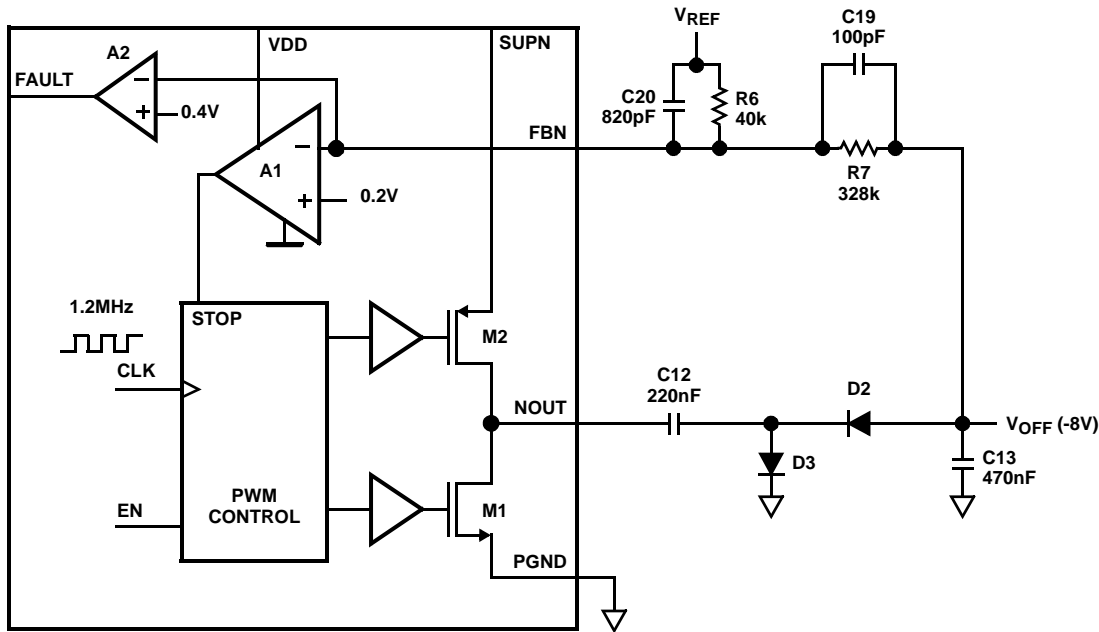 VREF
C19
100pF
A2
VDD
SUPN
FAULT
−
+
0.4V
C20
820pF
R6
40k
FBN
R7
328k
−
A1
+
0.2V
1.2MHz
STOP
CLK
M2
C12
220nF
D2
NOUT
VOFF (-8V)
D3
C13
470nF
EN
PWM
CONTROL
M1
PGND